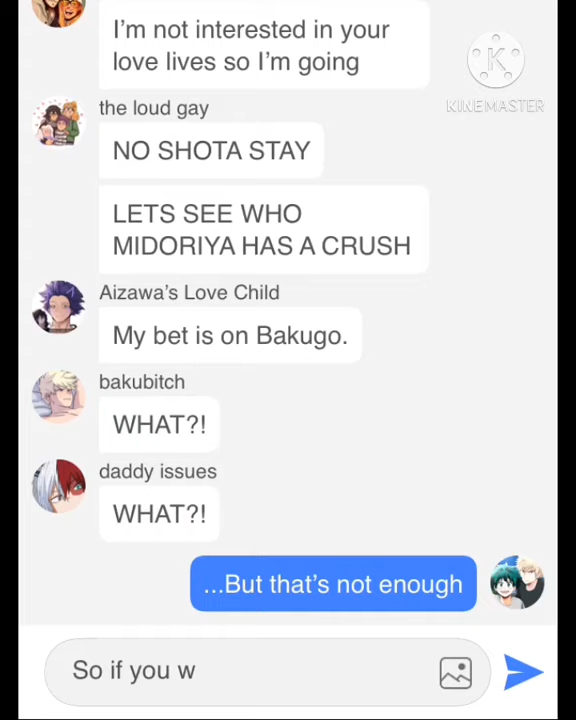 I'm not interested in your
love lives so I'm going
K
KINEMASTER
the loud gay
NO SHOTA STAY
LETS SEE WHO
MIDORIYA HAS A CRUSH
Aizawa's Love Child
My bet is on Bakugo.
bakubitch
WHAT?!
daddy issues
WHAT?!
...But that's not enough
So if you w